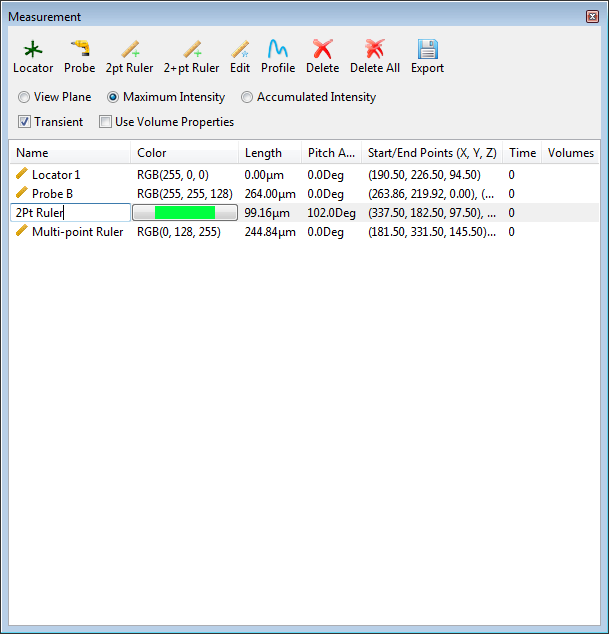 Measurement
Locator Probe 2pt Ruler 2+pt Ruler Edit Profile Delete Delete All Export
View Plane Maximum Intensity Accumulated Intensity
Transient Use Volume Properties
Name Color Length Pitch A... Start/End Points (X, Y, Z) Time Volumes
Locator 1 RGB(255, 0, 0) 0.00µm 0.0Deg (190.50, 226.50, 94.50) 0
Probe B RGB(255, 255, 128) 264.00µm 0.0Deg (263.86, 219.92, 0.00), (... 0
2Pt Ruler 99.16µm 102.0Deg (337.50, 182.50, 97.50), ... 0
Multi-point Ruler RGB(0, 128, 255) 244.84µm 0.0Deg (181.50, 331.50, 145.50)... 0